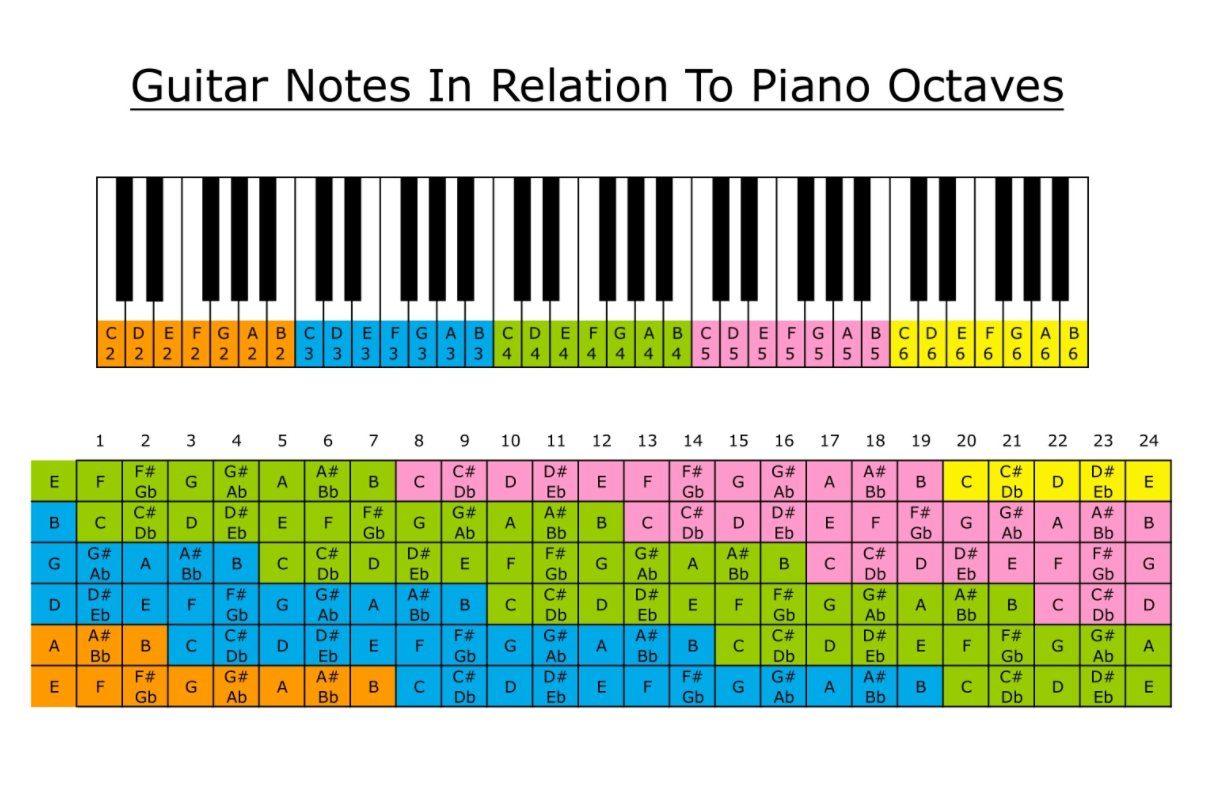 Guitar Notes In Relation To Piano Octaves
C D E F G A B C D E F G A B C D E F G A B C D E F G A B C D E F G A B
2 2 2 2 2 2 2 3 3 3 3 3 3 3 4 4 4 4 4 4 4 5 5 5 5 5 5 5 6 6 6 6 6 6 6
1 2 3 4 5 6 7 8 9 10 11 12 13 14 15 16 17 18 19 20 21 22 23 24
E F F# Gb G G# Ab A A# Bb B C C# Db D D# Eb E F F# Gb G G# Ab A A# Bb B C C# Db D D# Eb E
B C C# Db D D# Eb E F F# Gb G G# Ab A A# Bb B C C# Db D D# Eb E F F# Gb G G# Ab A A# Bb B
G G# Ab A A# Bb B C C# Db D D# Eb E F F# Gb G G# Ab A A# Bb B C C# Db D D# Eb E F F# Gb G
D D# Eb E F F# Gb G G# Ab A A# Bb B C C# Db D D# Eb E F F# Gb G G# Ab A A# Bb B C C# Db D
A A# Bb B C C# Db D D# Eb E F F# Gb G G# Ab A A# Bb B C C# Db D D# Eb E F F# Gb G G# Ab A
E F F# Gb G G# Ab A A# Bb B C C# Db D D# Eb E F F# Gb G G# Ab A A# Bb B C C# Db D D# Eb E